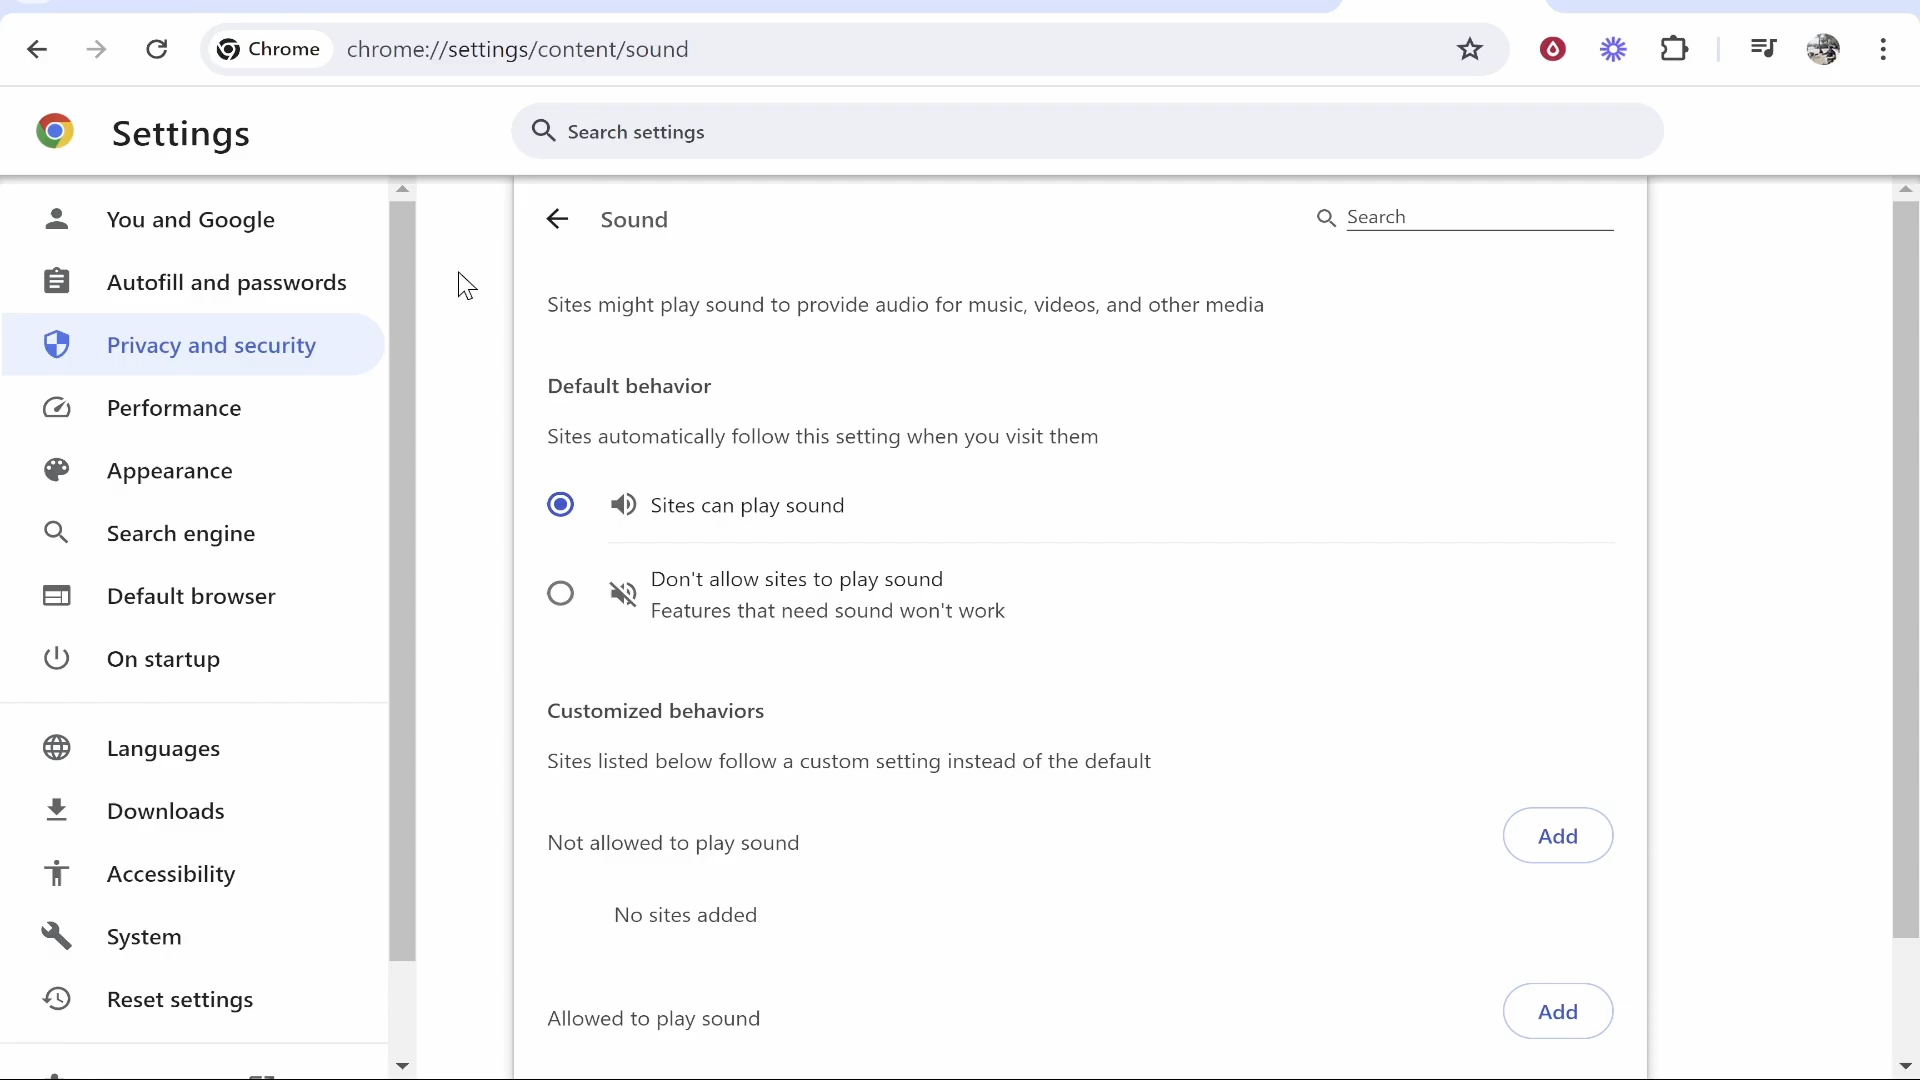 Chrome
chrome://settings/content/sound
Settings
Search settings
You and Google
Autofill and passwords
Privacy and security
Performance
Appearance
Search engine
Default browser
On startup
Languages
Downloads
Accessibility
System
Reset settings
Sound
Search
Sites might play sound to provide audio for music, videos, and other media
Default behavior
Sites automatically follow this setting when you visit them
Sites can play sound
Don't allow sites to play sound
Features that need sound won't work
Customized behaviors
Sites listed below follow a custom setting instead of the default
Not allowed to play sound
Add
No sites added
Allowed to play sound
Add